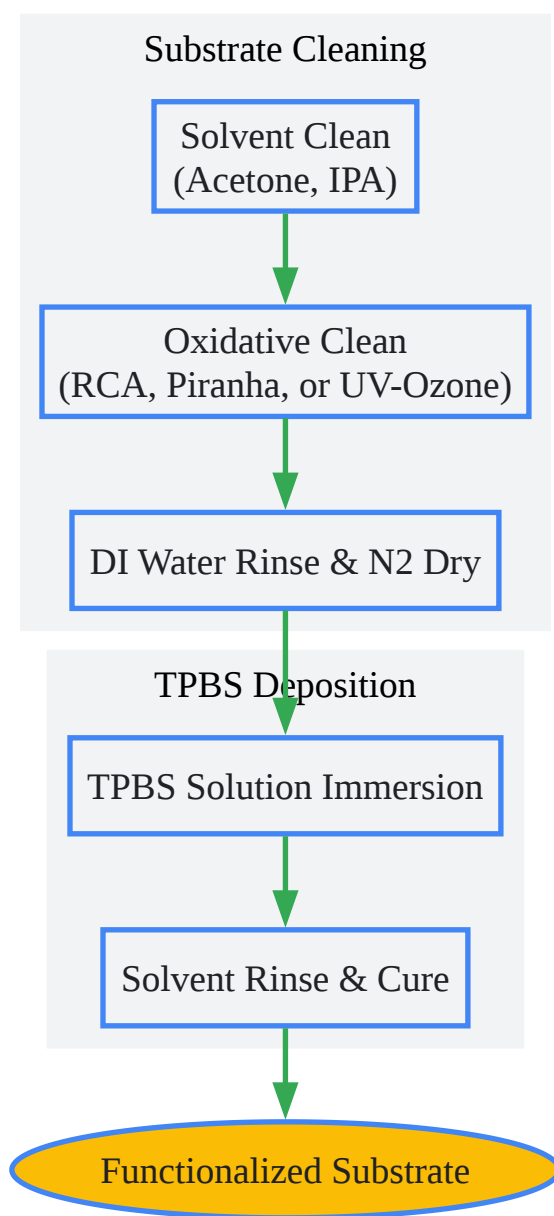 Substrate Cleaning
Solvent Clean
(Acetone, IPA)
Oxidative Clean
(RCA, Piranha, or UV-Ozone)
DI Water Rinse & N2 Dry
TPBS Deposition
TPBS Solution Immersion
Solvent Rinse & Cure
Functionalized Substrate